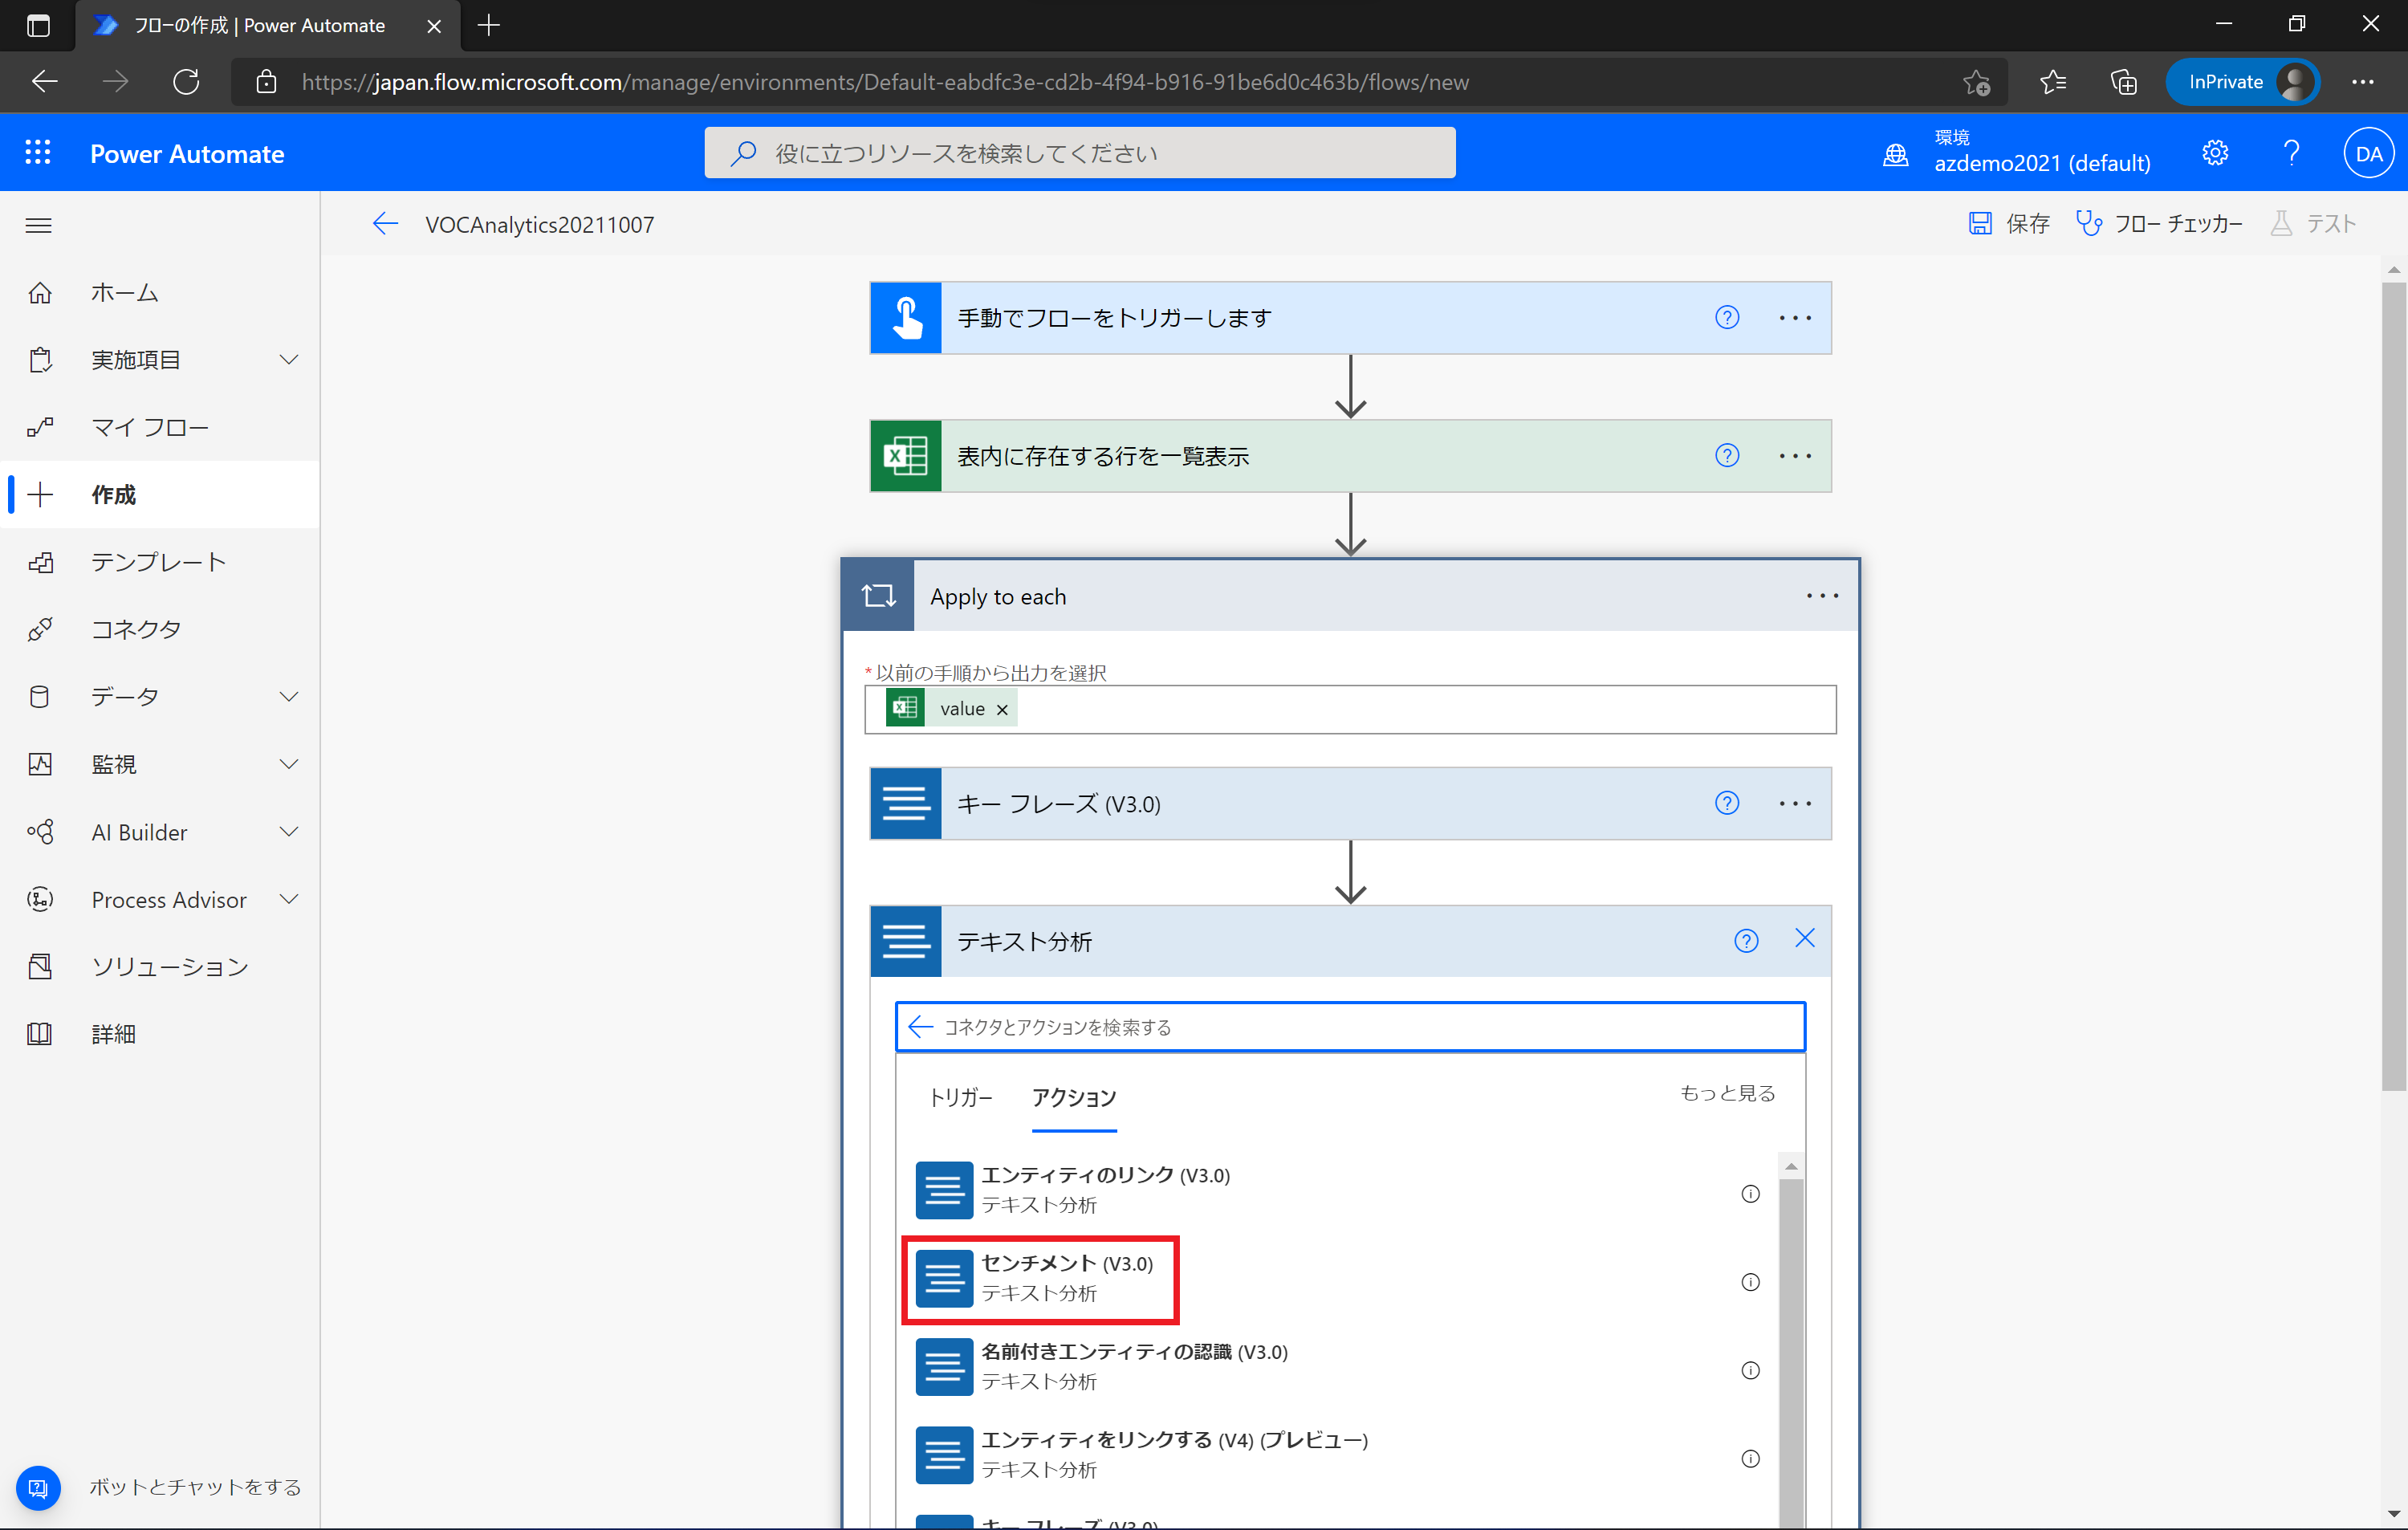 フローの作成 | Power Automate
https://japan.flow.microsoft.com/manage/environments/Default-eabdfc3e-cd2b-4f94-b916-91be6d0c463b/flows/new
InPrivate
Power Automate
役に立つリソースを検索してください
環境
azdemo2021 (default)
DA
VOCAnalytics20211007
保存
フロー チェッカー
テスト
ホーム
実施項目
マイ フロー
作成
テンプレート
コネクタ
データ
監視
AI Builder
Process Advisor
ソリューション
詳細
ボットとチャットをする
手動でフローをトリガーします
表内に存在する行を一覧表示
Apply to each
*以前の手順から出力を選択
value
キー フレーズ (V3.0)
テキスト分析
コネクタとアクションを検索する
トリガー
アクション
もっと見る
エンティティのリンク (V3.0)
テキスト分析
センチメント (V3.0)
テキスト分析
名前付きエンティティの認識 (V3.0)
テキスト分析
エンティティをリンクする (V4) (プレビュー)
テキスト分析
キー フレーズ (V3.0)